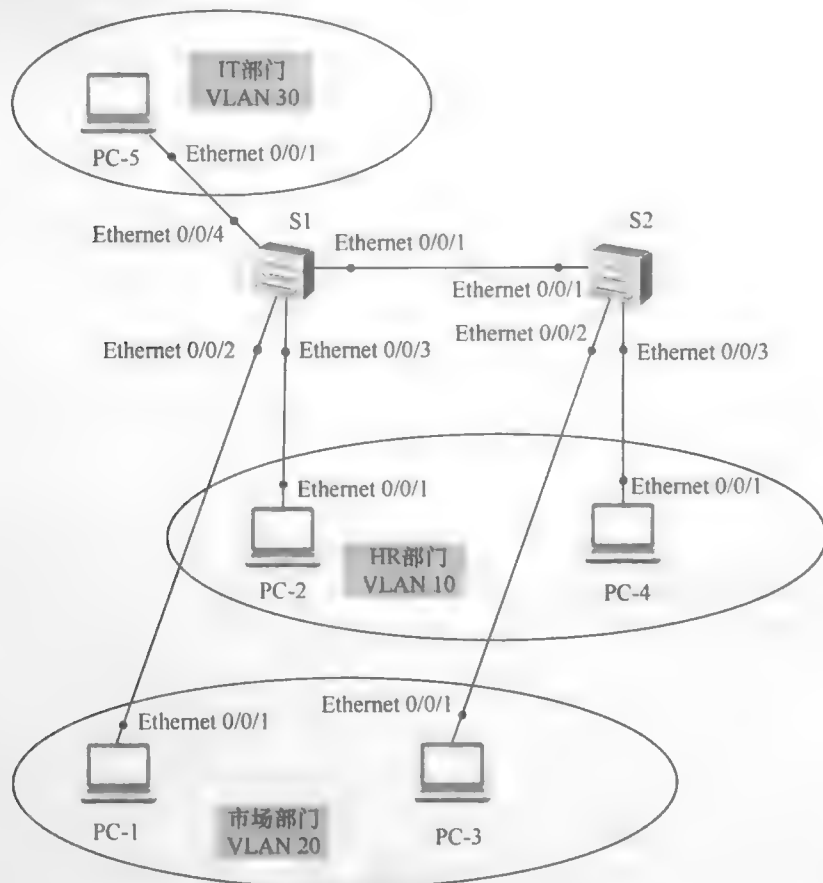 IT部门
VLAN 30
PC-5
Ethernet 0/0/1
Ethernet 0/0/4
S1
S2
Ethernet 0/0/1
Ethernet 0/0/1
Ethernet 0/0/2
Ethernet 0/0/3
Ethernet 0/0/2
Ethernet 0/0/3
Ethernet 0/0/1
Ethernet 0/0/1
PC-2
HR部门
VLAN 10
PC-4
Ethernet 0/0/1
Ethernet 0/0/1
PC-1
市场部门
VLAN 20
PC-3